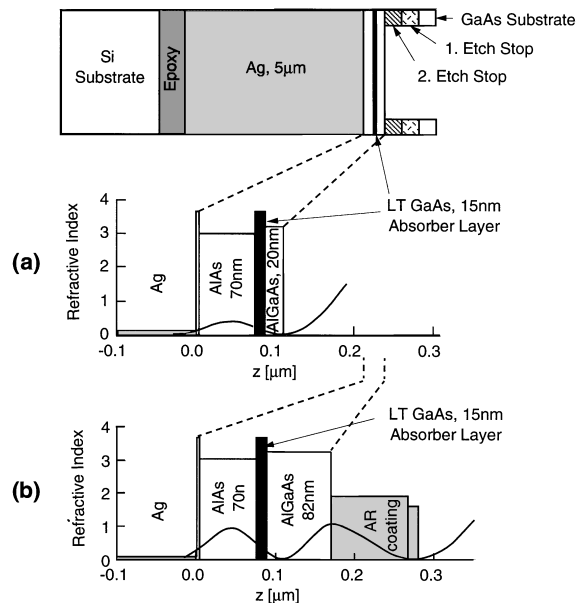 GaAs Substrate
Si
Substrate
Epoxy
Ag, 5µm
1. Etch Stop
2. Etch Stop
LT GaAs, 15nm
Absorber Layer
(a)
Refractive Index
4
3
2
1
0
Ag
AlAs
70nm
AlGaAs, 20nm
-0.1
0.0
0.1
0.2
0.3
z [µm]
LT GaAs, 15nm
Absorber Layer
(b)
Refractive Index
4
3
2
1
0
Ag
AlAs
70n
AlGaAs
82nm
AR
coating
-0.1
0.0
0.1
0.2
0.3
z [µm]